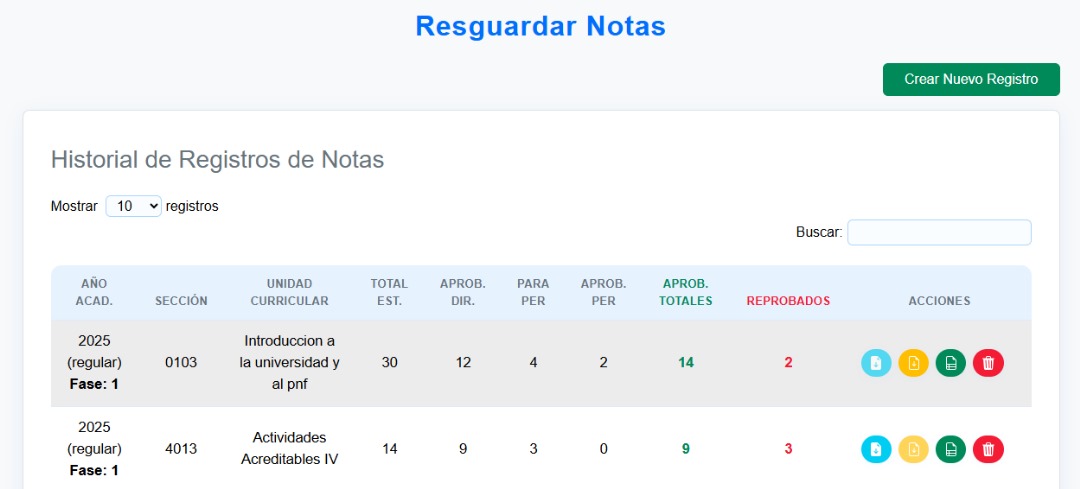 Resguardar Notas
Crear Nuevo Registro
Historial de Registros de Notas
Mostrar 10 registros
Buscar:
AÑO ACAD. SECCIÓN UNIDAD CURRICULAR TOTAL EST. APROB. DIR. PARA PER APROB. PER APROB. TOTALES REPROBADOS ACCIONES
2025 (regular) Fase: 1 0103 Introduccion a la universidad y al pnf 30 12 4 2 14 2
2025 (regular) Fase: 1 4013 Actividades Acreditables IV 14 9 3 0 9 3